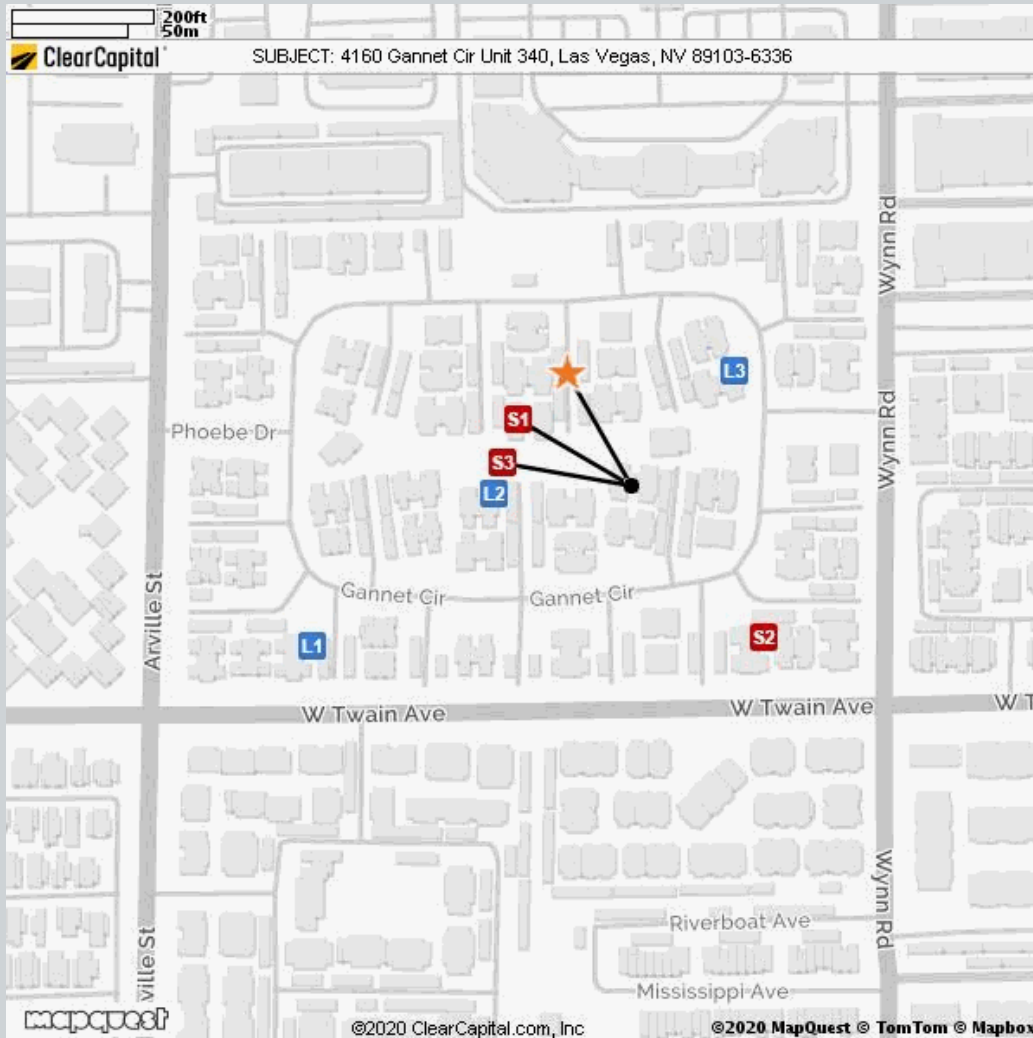 200ft
50m
ClearCapital
SUBJECT: 4160 Gannet Cir Unit 340, Las Vegas, NV 89103-6336
Wynn Rd
L3
S1
Phoebe Dr
Wynn Rd
S3
L2
Gannet Cir
Gannet Cir
Arville St
L1
S2
W Twain Ave
W Twain Ave
W T
Wynn Rd
Riverboat Ave
ville St
Mississippi Ave
mapquest
©2020 ClearCapital.com, Inc
©2020 MapQuest © TomTom © Mapbox